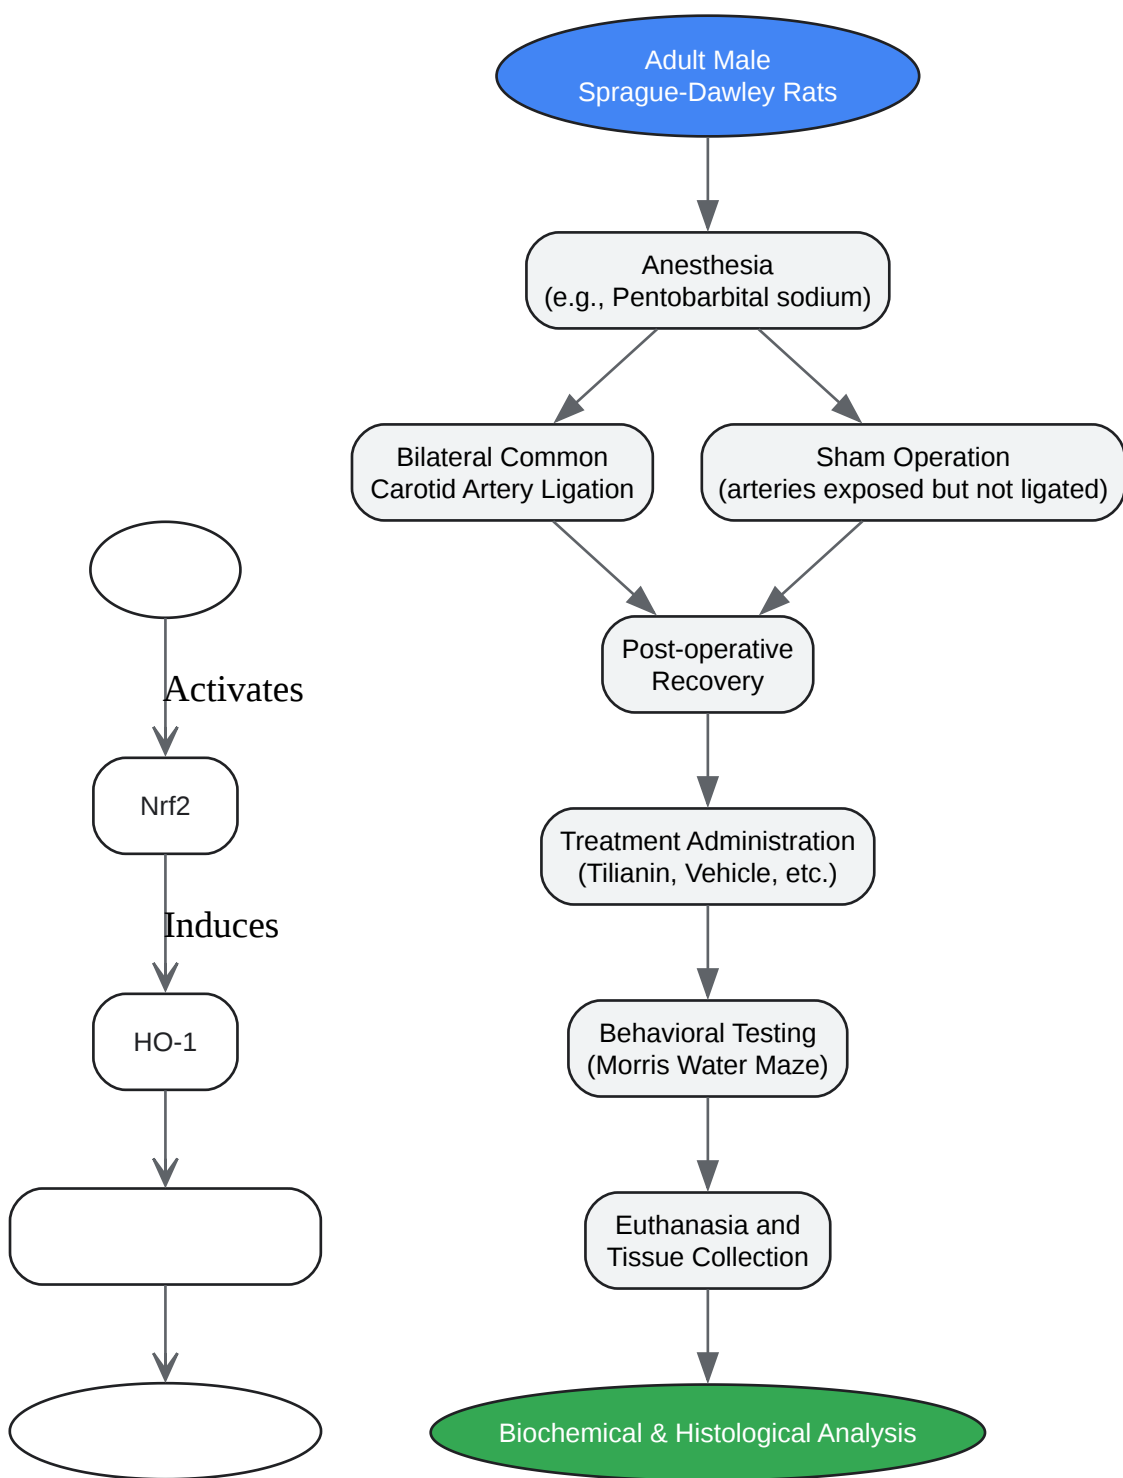 Adult Male
Sprague-Dawley Rats
Anesthesia
(e.g., Pentobarbital sodium)
Bilateral Common
Carotid Artery Ligation
Sham Operation
(arteries exposed but not ligated)
Post-operative
Recovery
Treatment Administration
(Tilianin, Vehicle, etc.)
Behavioral Testing
(Morris Water Maze)
Euthanasia and
Tissue Collection
Biochemical & Histological Analysis
Activates
Nrf2
Induces
HO-1